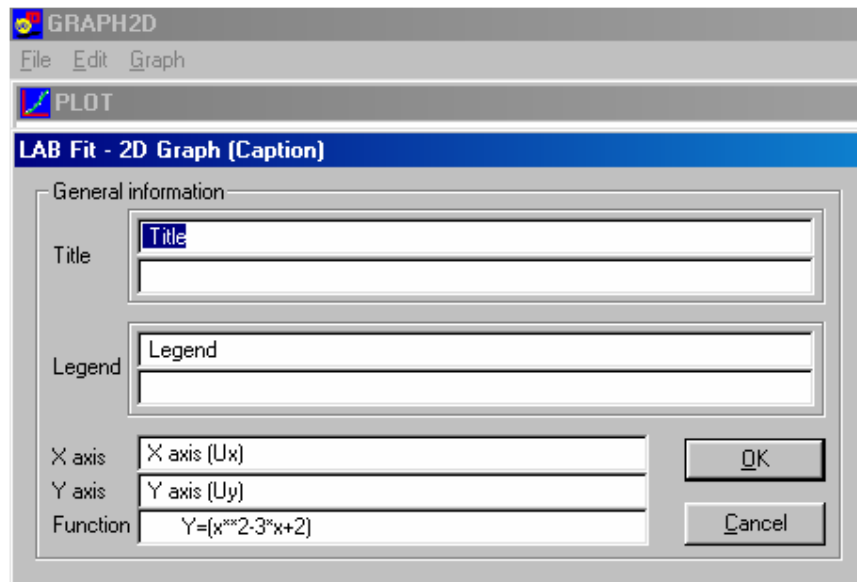 GRAPH2D
File Edit Graph
PLOT
LAB Fit - 2D Graph (Caption)
General information
Title
Title
Legend
Legend
X axis X axis (Ux)
OK
Y axis Y axis (Uy)
Function Y=(x**2-3*x+2)
Cancel